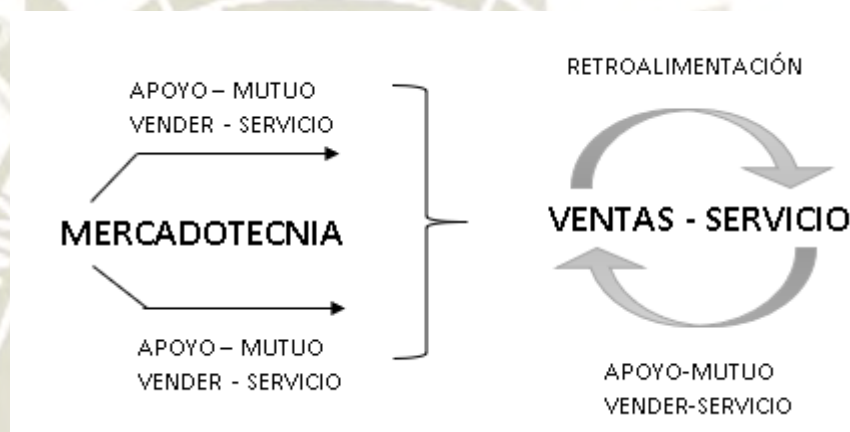 APOYO – MUTUO
VENDER - SERVICIO
MERCADOTECNIA
APOYO – MUTUO
VENDER - SERVICIO
RETROALIMENTACIÓN
VENTAS - SERVICIO
APOYO-MUTUO
VENDER-SERVICIO